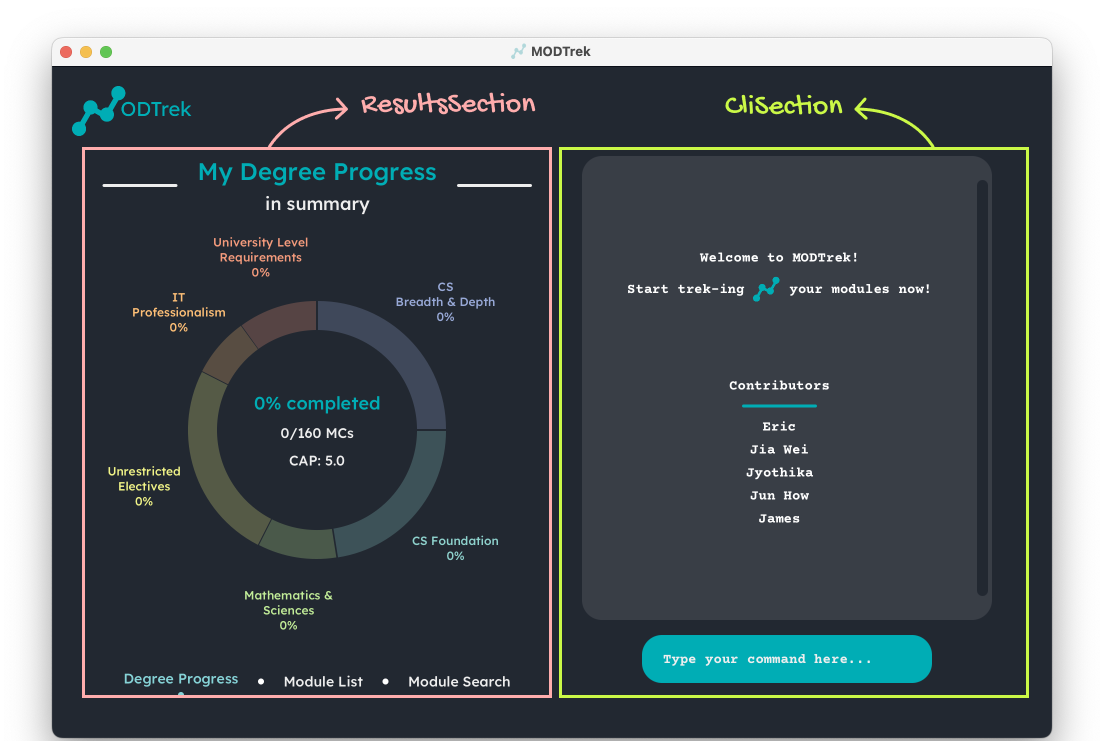 MODTrek
ODTrek
ResultsSection
CliSection
My Degree Progress
in summary
University Level
Requirements
0%
IT
Professionalism
0%
CS
Breadth & Depth
0%
0% completed
0/160 MCs
CAP: 5.0
Unrestricted
Electives
0%
CS Foundation
0%
Mathematics &
Sciences
0%
Degree Progress • Module List • Module Search
Welcome to MODTrek!
Start trek-ing your modules now!
Contributors
Eric
Jia Wei
Jyothika
Jun How
James
Type your command here...